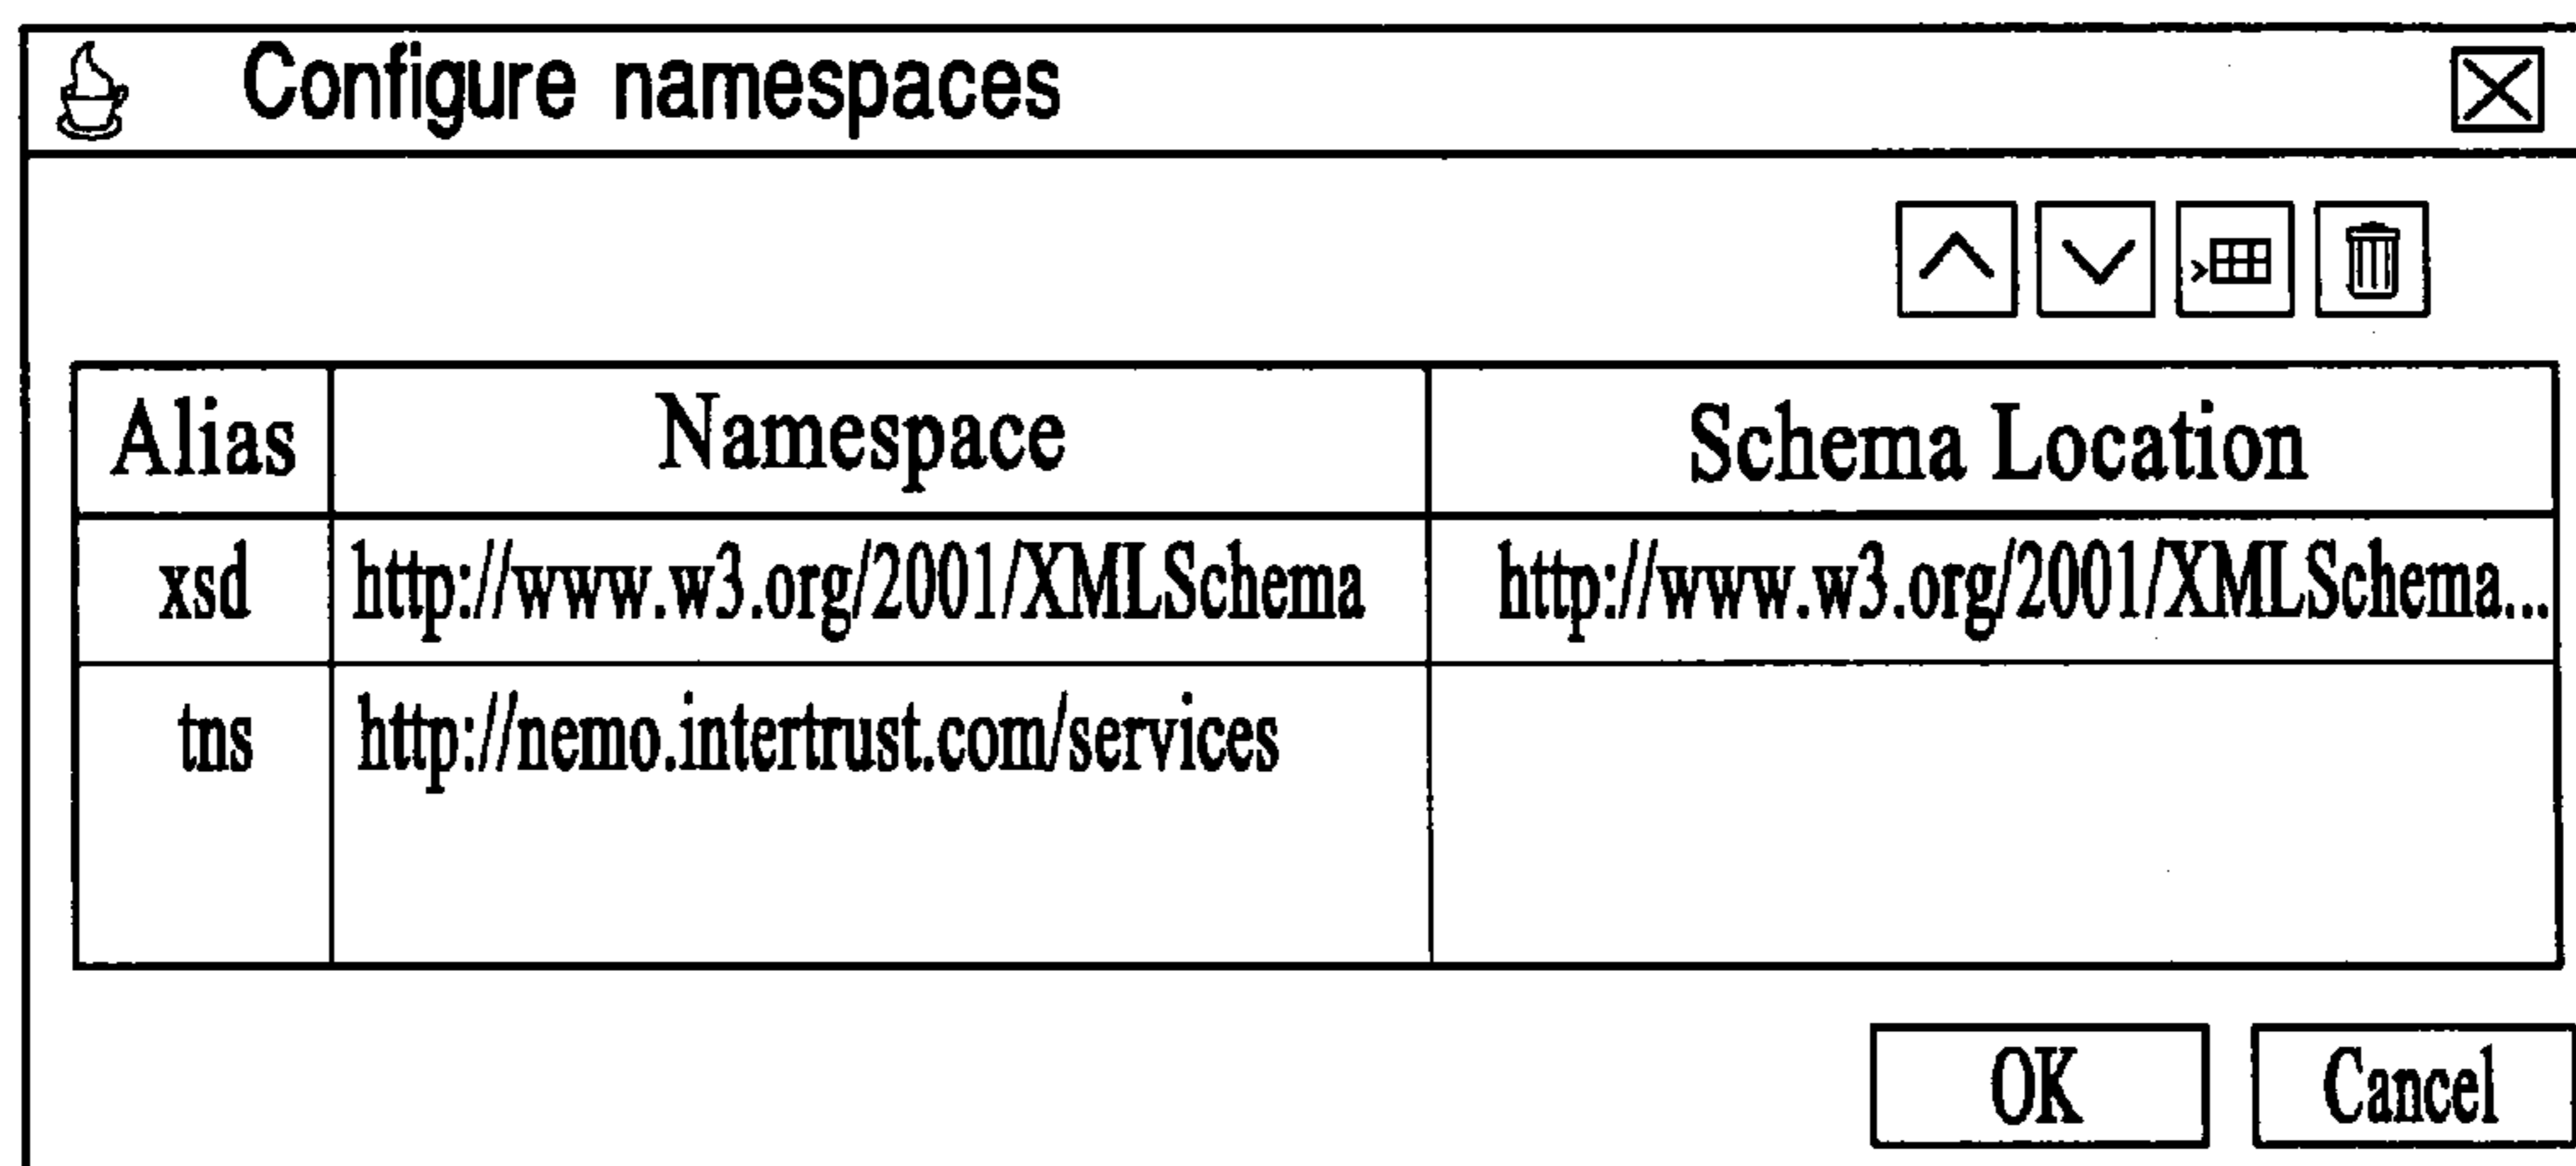 Configure namespaces
Alias Namespace Schema Location
xsd http://www.w3.org/2001/XMLSchema http://www.w3.org/2001/XMLSchema...
tns http://nemo.intertrust.com/services
OK Cancel